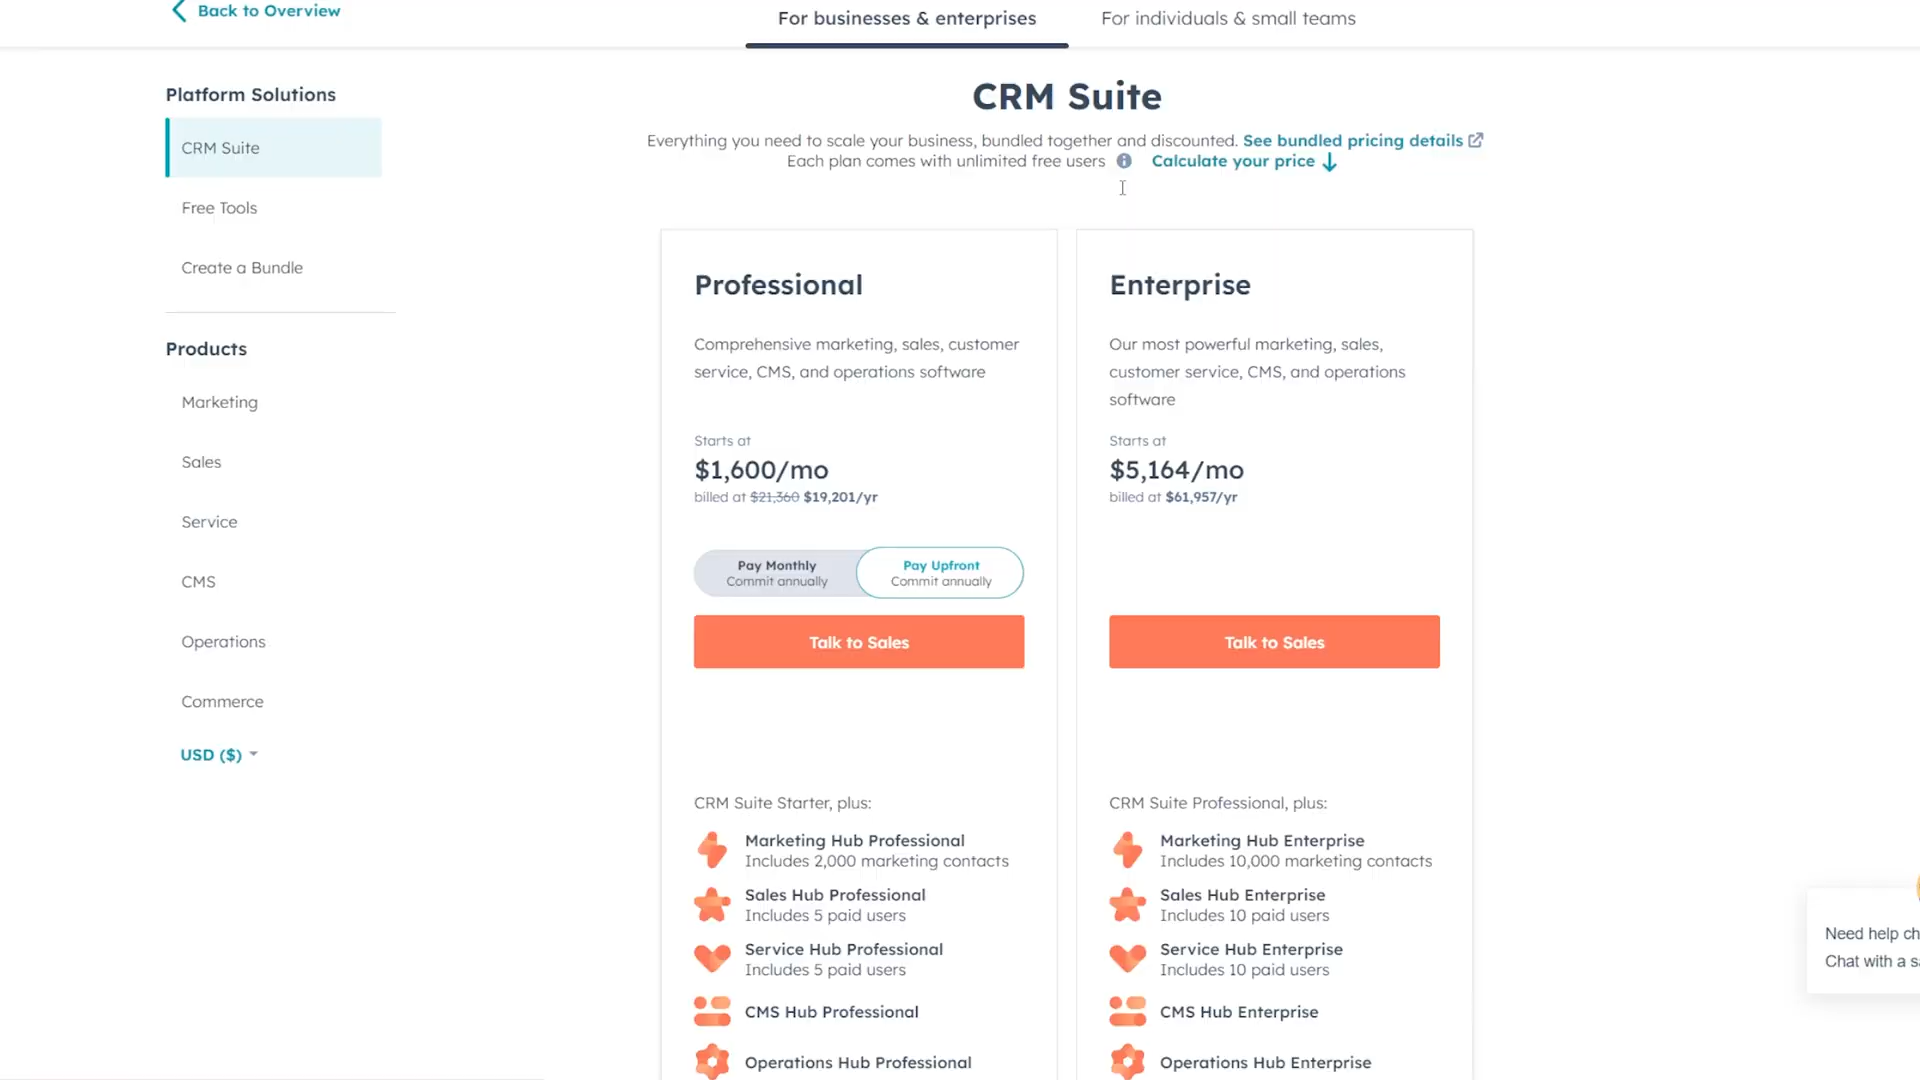 Back to Overview
For businesses & enterprises
For individuals & small teams
Platform Solutions
CRM Suite
Free Tools
Create a Bundle
Products
Marketing
Sales
Service
CMS
Operations
Commerce
USD ($)
CRM Suite
Everything you need to scale your business, bundled together and discounted. See bundled pricing details
Each plan comes with unlimited free users Calculate your price
Professional
Comprehensive marketing, sales, customer
service, CMS, and operations software
Starts at
$1,600/mo
billed at $21,360 $19,201/yr
Pay Monthly
Commit annually
Pay Upfront
Commit annually
Talk to Sales
CRM Suite Starter, plus:
Marketing Hub Professional
Includes 2,000 marketing contacts
Sales Hub Professional
Includes 5 paid users
Service Hub Professional
Includes 5 paid users
CMS Hub Professional
Operations Hub Professional
Enterprise
Our most powerful marketing, sales,
customer service, CMS, and operations
software
Starts at
$5,164/mo
billed at $61,957/yr
Talk to Sales
CRM Suite Professional, plus:
Marketing Hub Enterprise
Includes 10,000 marketing contacts
Sales Hub Enterprise
Includes 10 paid users
Service Hub Enterprise
Includes 10 paid users
CMS Hub Enterprise
Operations Hub Enterprise
Need help
Chat with a